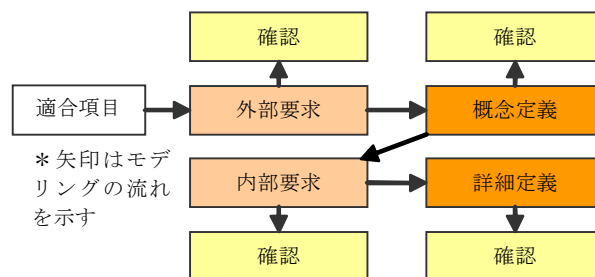 確認
確認
適合項目
外部要求
概念定義
＊矢印はモデ
リングの流れ
を示す
内部要求
詳細定義
確認
確認